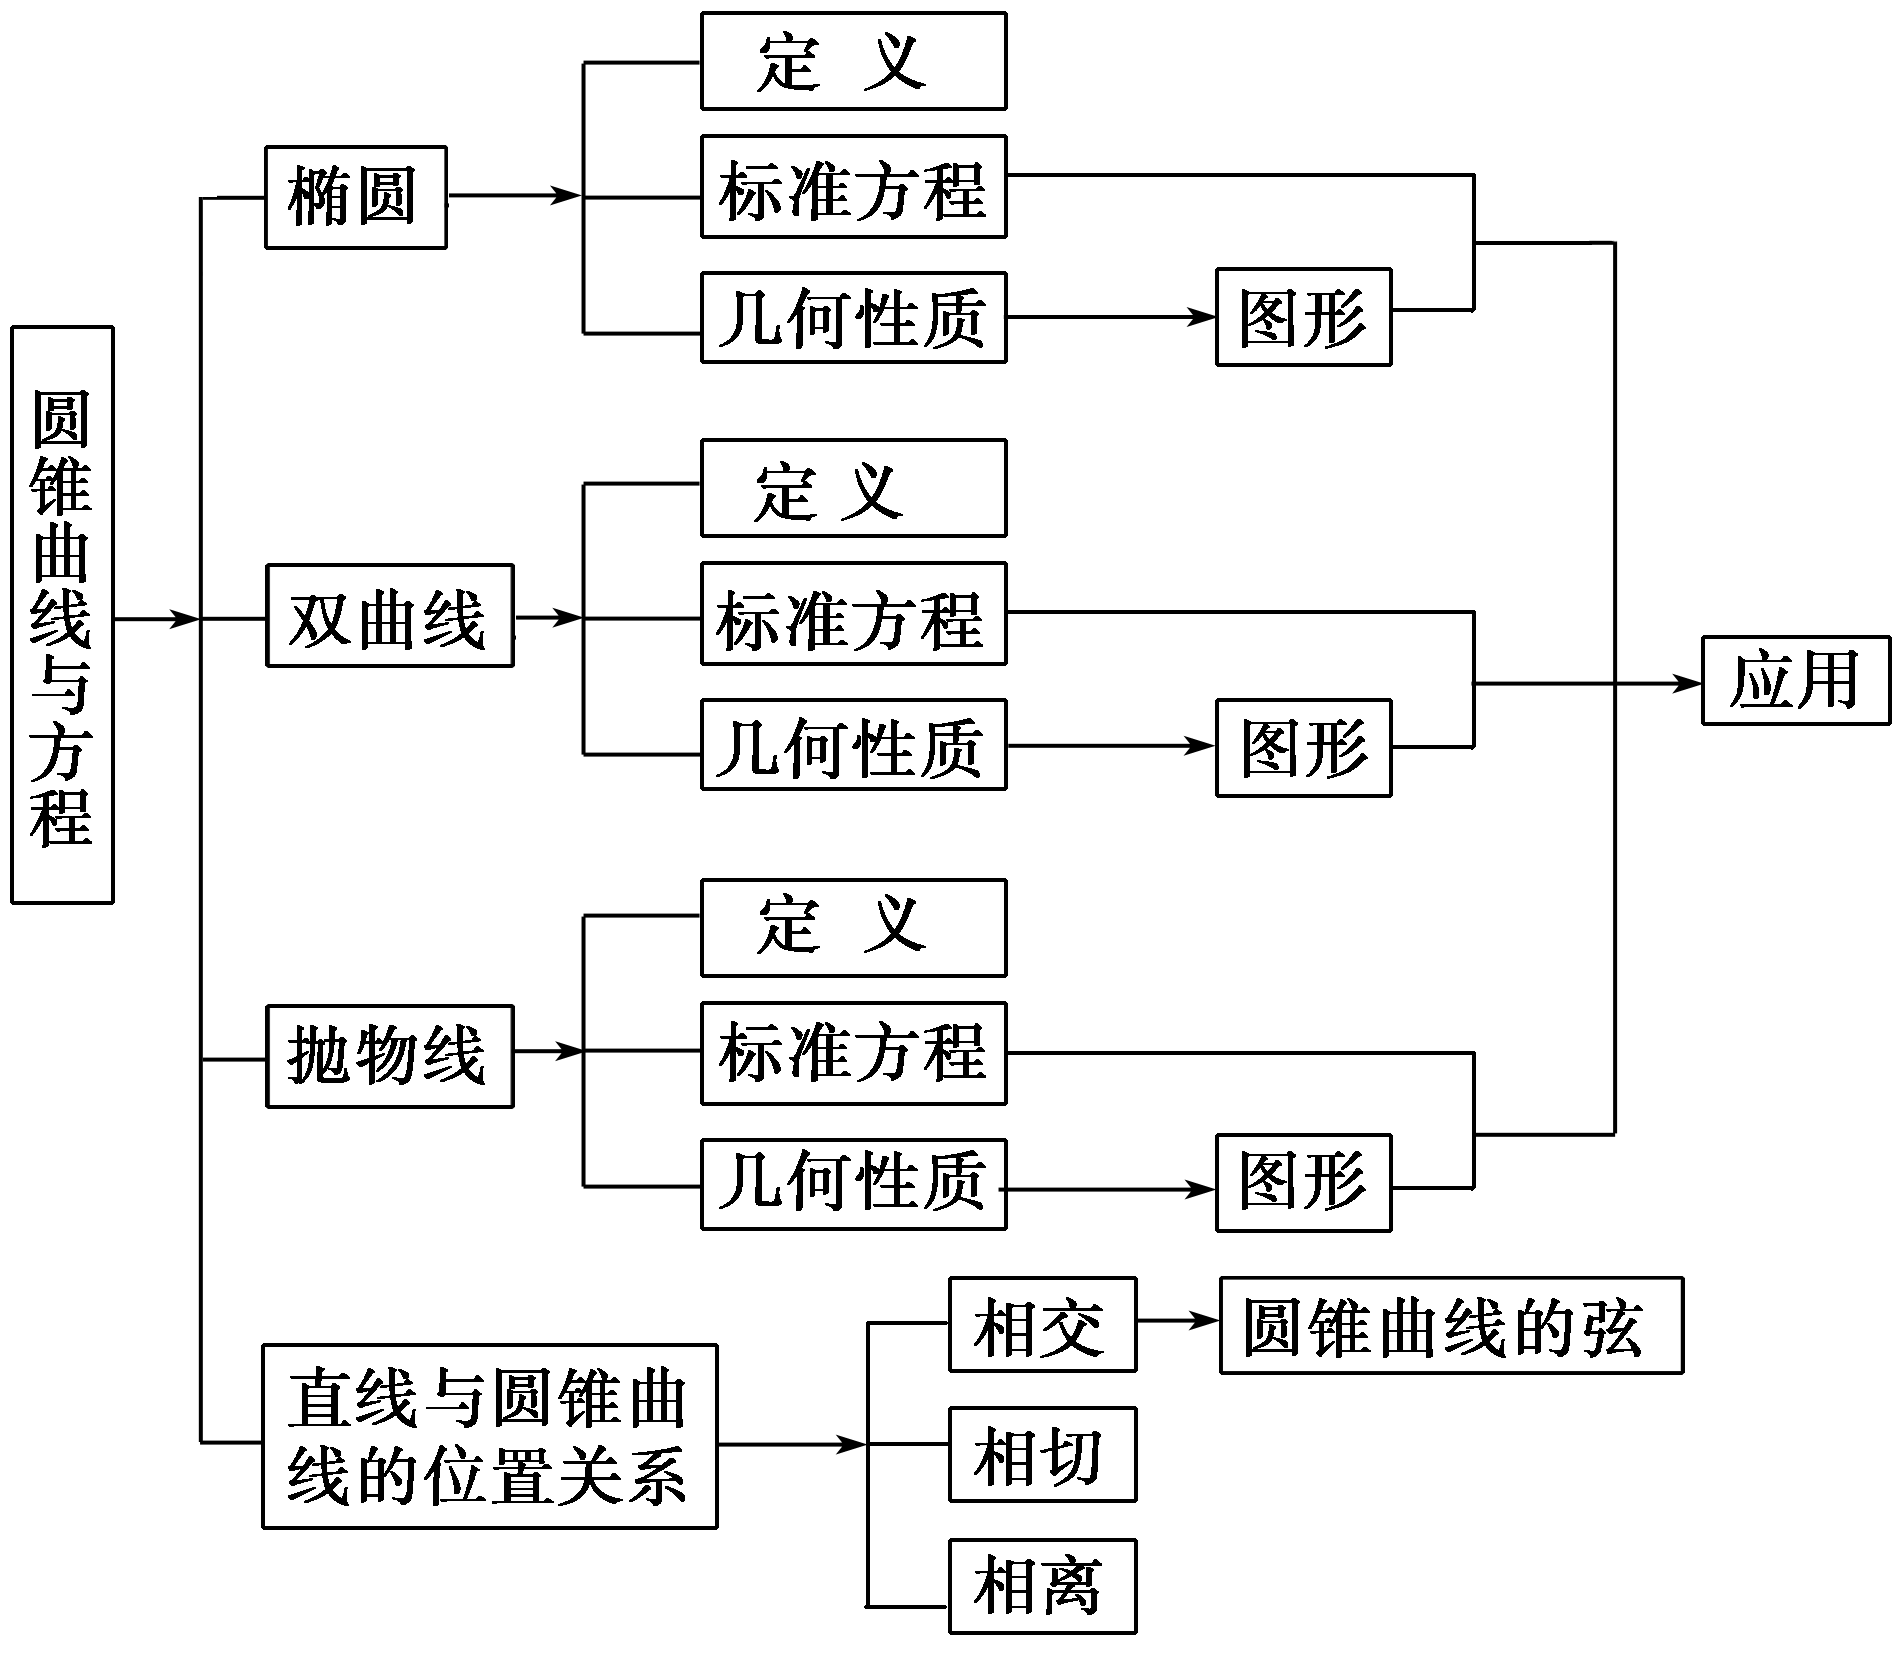 圆锥曲线与方程
椭圆
定 义
标准方程
几何性质
图形
双曲线
定 义
标准方程
几何性质
图形
应用
抛物线
定 义
标准方程
几何性质
图形
直线与圆锥曲
线的位置关系
相交
圆锥曲线的弦
相切
相离